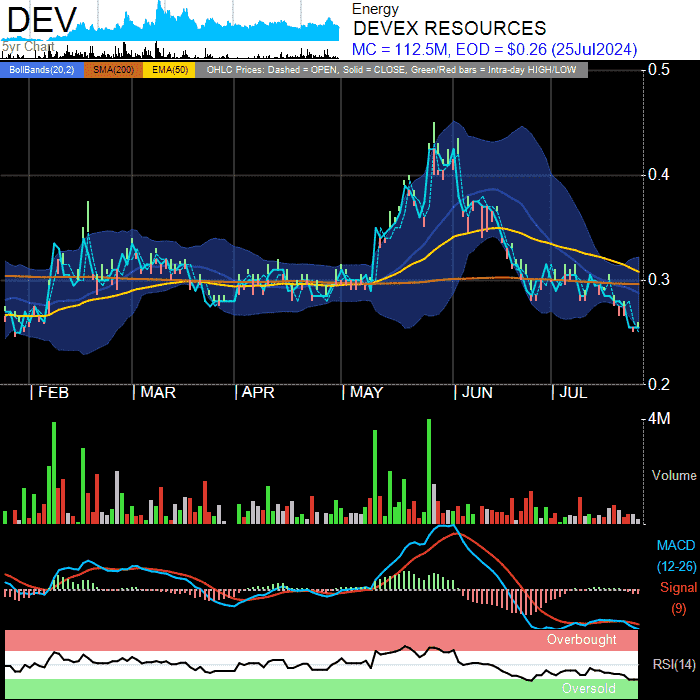 DEV
5yr Chart
Energy
DEVEX RESOURCES
MC = 112.5M, EOD = $0.26 (25Jul2024)
BollBands(20,2) SMA(200) EMA(50) OHLC Prices: Dashed = OPEN, Solid = CLOSE, Green/Red bars = Intra-day HIGH/LOW
0.5
0.4
0.3
0.2
FEB MAR APR MAY JUN JUL
4M
Volume
MACD
(12-26)
Signal
(9)
Overbought
RSI(14)
Oversold